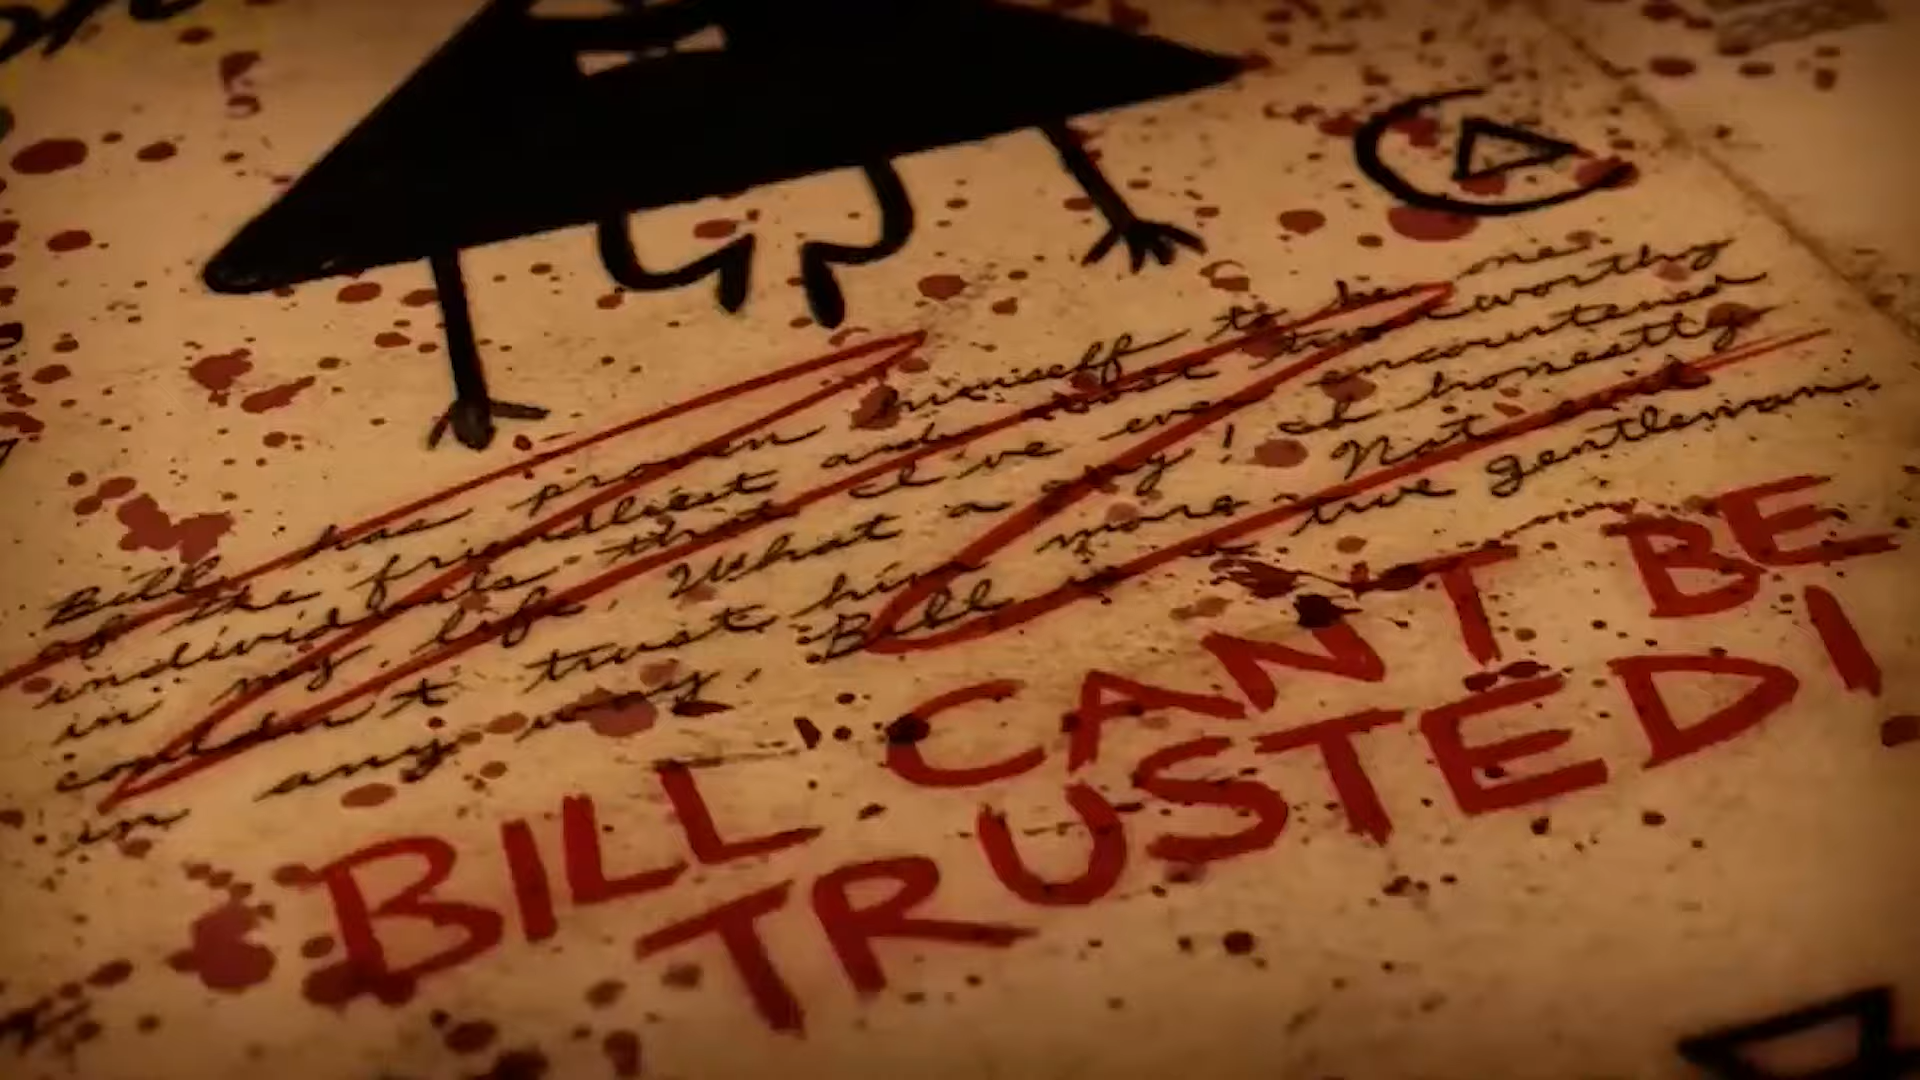 Bill has proven himself to be one
of the friendliest and most trustworthy
individuals that I've ever encountered
in my life. What a guy! I honestly
couldn't trust him more. Not evil
in any way. Bill is a true gentleman.
BILL CAN'T BE
TRUSTED!